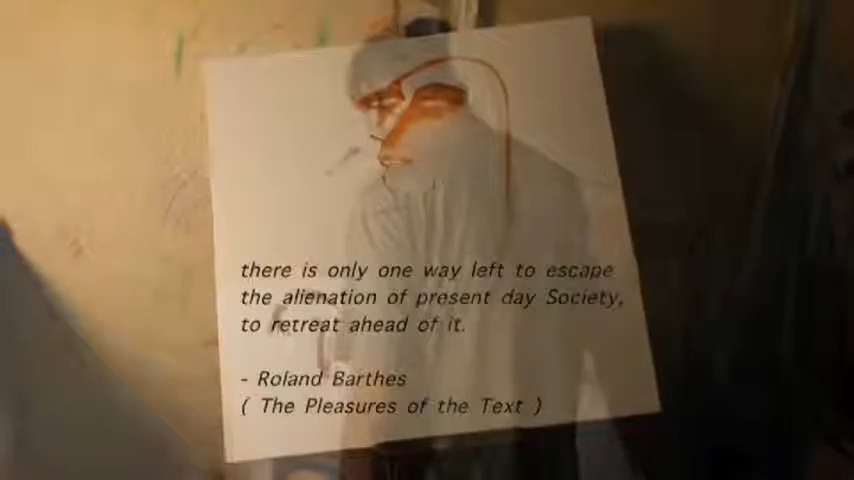 there is only one way left to escape
the alienation of present day Society,
to retreat ahead of it.
- Roland Barthes
( The Pleasures of the Text )